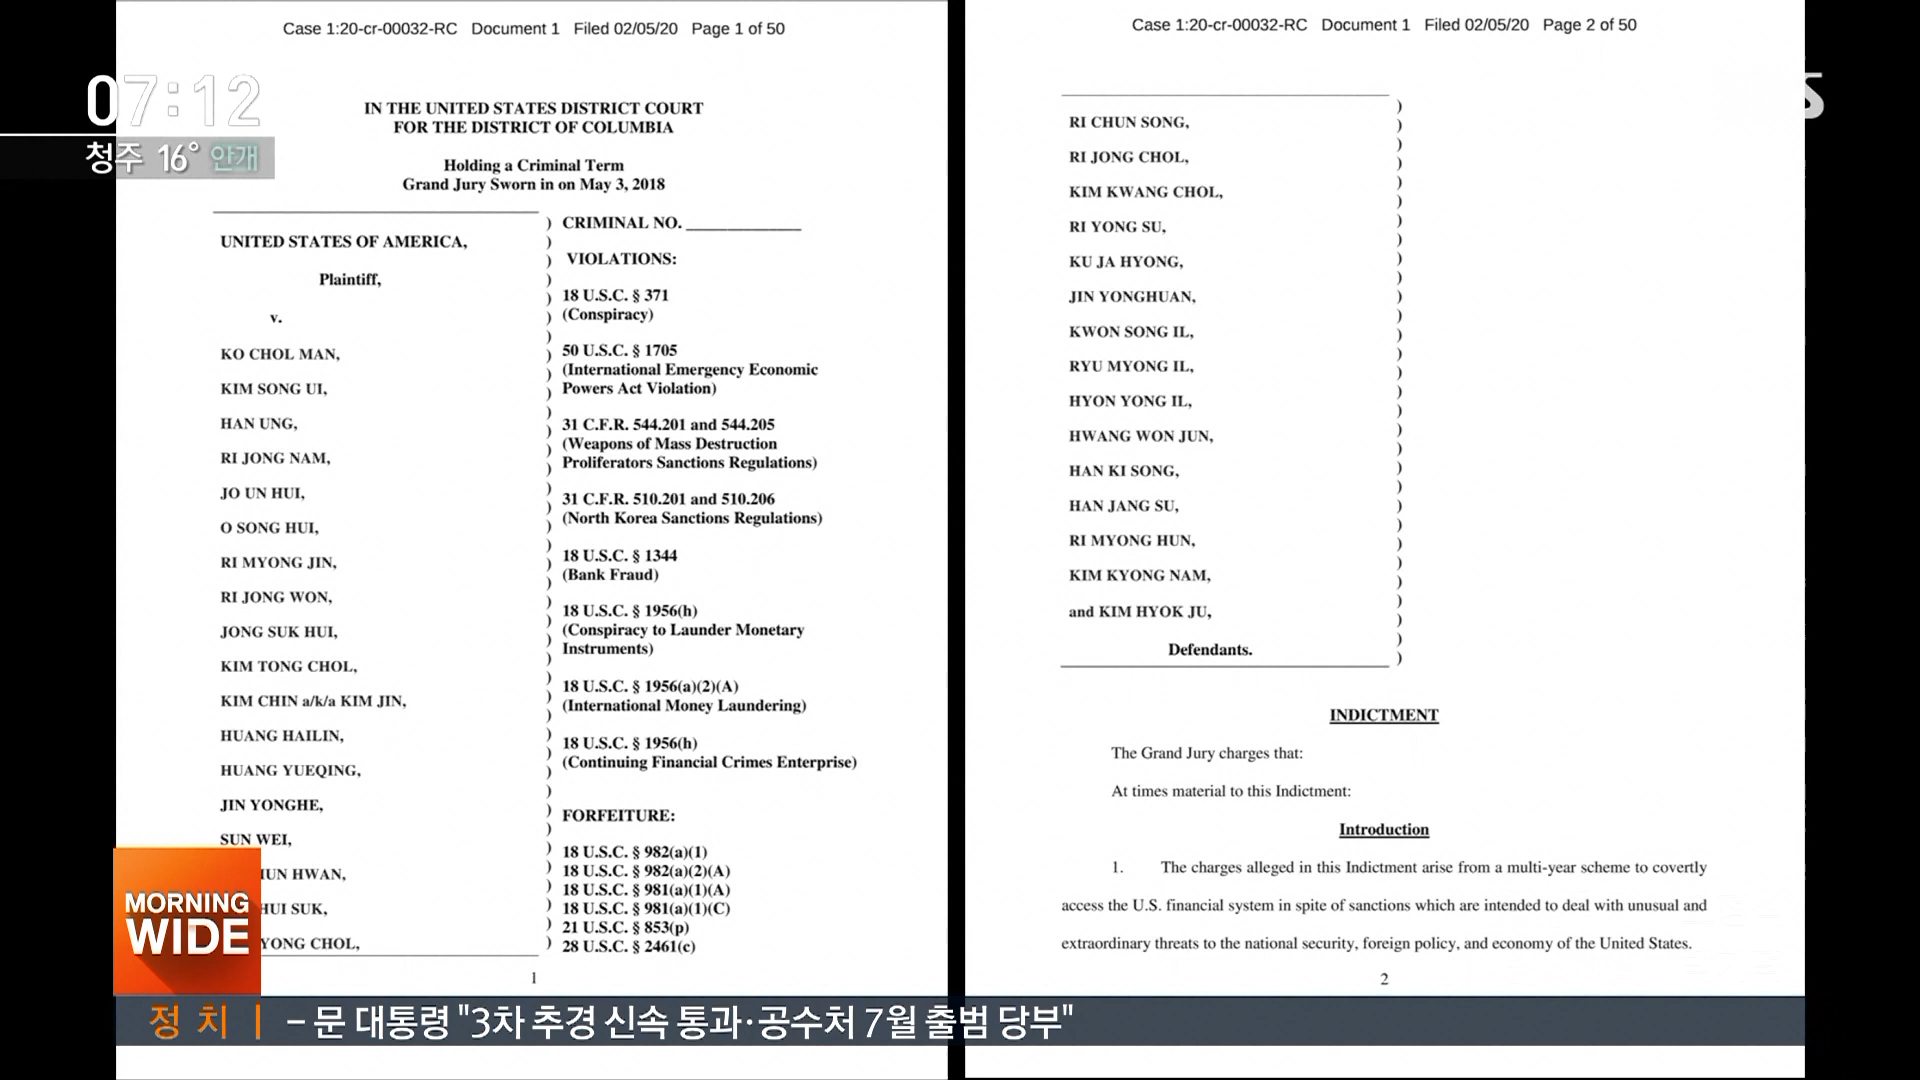 Case 1:20-cr-00032-RC Document 1 Filed 02/05/20 Page 1 of 50
IN THE UNITED STATES DISTRICT COURT
FOR THE DISTRICT OF COLUMBIA
Holding a Criminal Term
Grand Jury Sworn in on May 3, 2018
UNITED STATES OF AMERICA,
Plaintiff,
v.
KO CHOL MAN,
KIM SONG UI,
HAN UNG,
RI JONG NAM,
JO UN HUI,
O SONG HUI,
RI MYONG JIN,
RI JONG WON,
JONG SUK HUI,
KIM TONG CHOL,
KIM CHIN a/k/a KIM JIN,
HUANG HAILIN,
HUANG YUEQING,
JIN YONGHE,
SUN WEI,
HUN HWAN,
HUI SUK,
YONG CHOL,
CRIMINAL NO. ______________
VIOLATIONS:
18 U.S.C. § 371
(Conspiracy)
50 U.S.C. § 1705
(International Emergency Economic
Powers Act Violation)
31 C.F.R. 544.201 and 544.205
(Weapons of Mass Destruction
Proliferators Sanctions Regulations)
31 C.F.R. 510.201 and 510.206
(North Korea Sanctions Regulations)
18 U.S.C. § 1344
(Bank Fraud)
18 U.S.C. § 1956(h)
(Conspiracy to Launder Monetary
Instruments)
18 U.S.C. § 1956(a)(2)(A)
(International Money Laundering)
18 U.S.C. § 1956(h)
(Continuing Financial Crimes Enterprise)
FORFEITURE:
18 U.S.C. § 982(a)(1)
18 U.S.C. § 982(a)(2)(A)
18 U.S.C. § 981(a)(1)(A)
18 U.S.C. § 981(a)(1)(C)
21 U.S.C. § 853(p)
28 U.S.C. § 2461(c)
1
Case 1:20-cr-00032-RC Document 1 Filed 02/05/20 Page 2 of 50
RI CHUN SONG,
RI JONG CHOL,
KIM KWANG CHOL,
RI YONG SU,
KU JA HYONG,
JIN YONGHUAN,
KWON SONG IL,
RYU MYONG IL,
HYON YONG IL,
HWANG WON JUN,
HAN KI SONG,
HAN JANG SU,
RI MYONG HUN,
KIM KYONG NAM,
and KIM HYOK JU,
Defendants.
INDICTMENT
The Grand Jury charges that:
At times material to this Indictment:
Introduction
1. The charges alleged in this Indictment arise from a multi-year scheme to covertly
access the U.S. financial system in spite of sanctions which are intended to deal with unusual and
extraordinary threats to the national security, foreign policy, and economy of the United States.
2
07:12
청주 16° 안개
MORNING
WIDE
정치 | - 문 대통령 "3차 추경 신속 통과·공수처 7월 출범 당부"